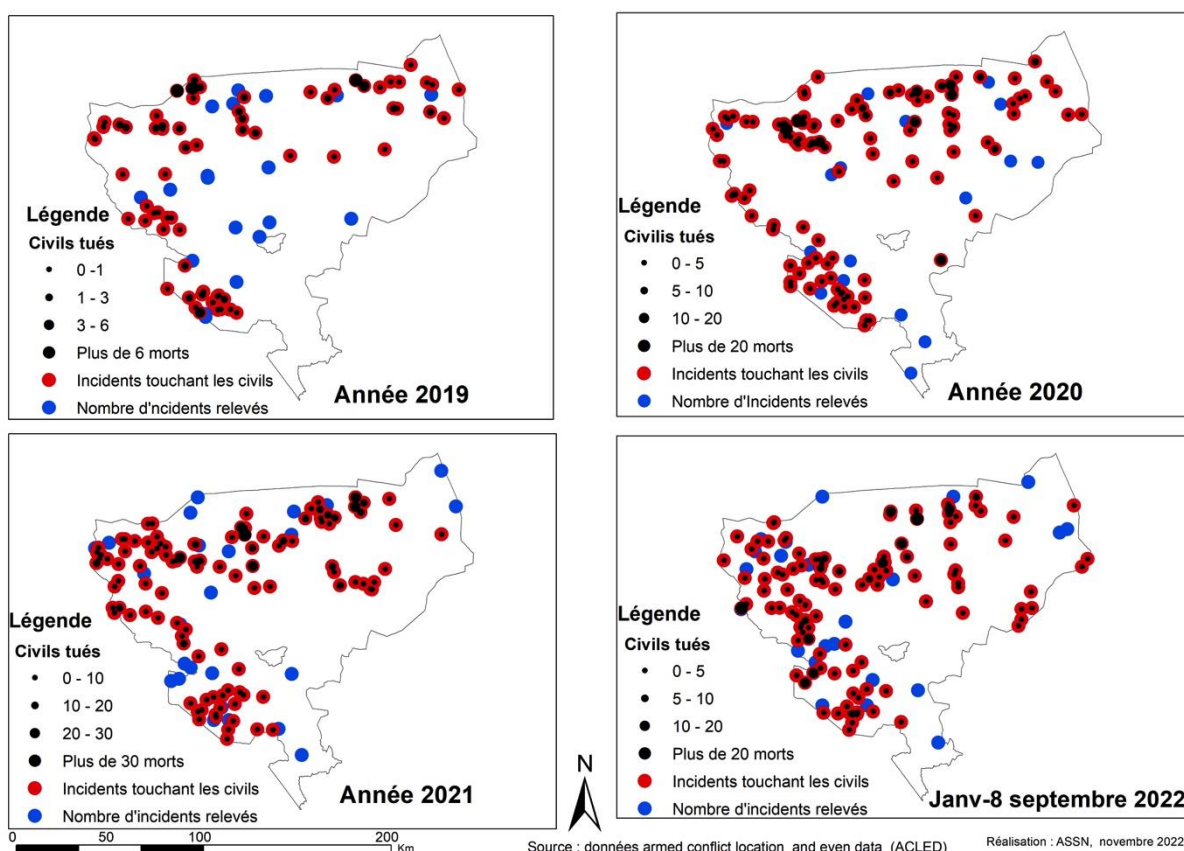 Légende
Civils tués
0 -1
1 - 3
3 - 6
Plus de 6 morts
Incidents touchant les civils
Nombre d'ncidents relevés
Année 2019
Légende
Civilis tués
0 - 5
5 - 10
10 - 20
Plus de 20 morts
Incidents touchant les civils
Nombre d'Incidents relevés
Année 2020
Légende
Civils tués
0 - 10
10 - 20
20 - 30
Plus de 30 morts
Incidents touchant les civils
Nombre d'incidents relevés
Année 2021
Légende
Civils tués
0 - 5
5 - 10
10 - 20
Plus de 20 morts
Incidents touchant les civils
Nombre d'incidents relevés
Janv-8 septembre 2022
N
0 50 100 200
Km
Source : données armed conflict location and even data (ACLED)
Réalisation : ASSN, novembre 2022